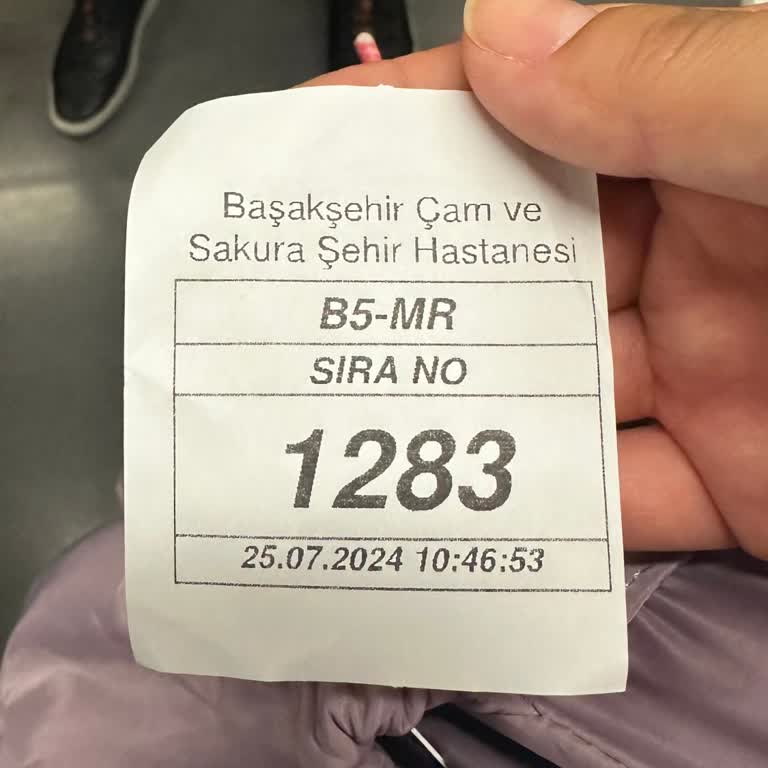 Başakşehir Çam ve
Sakura Şehir Hastanesi
B5-MR
SIRA NO
1283
25.07.2024 10:46:53